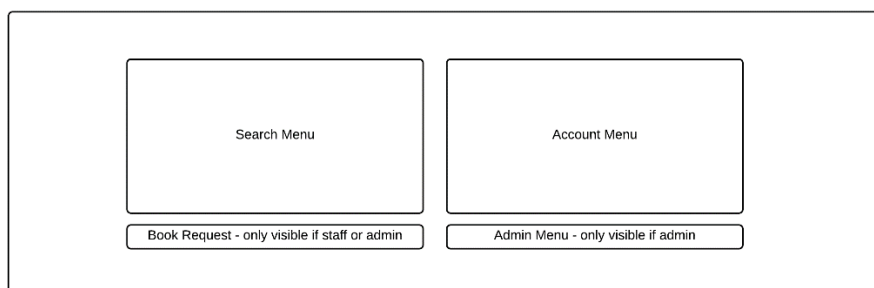 Search Menu
Account Menu
Book Request - only visible if staff or admin
Admin Menu - only visible if admin